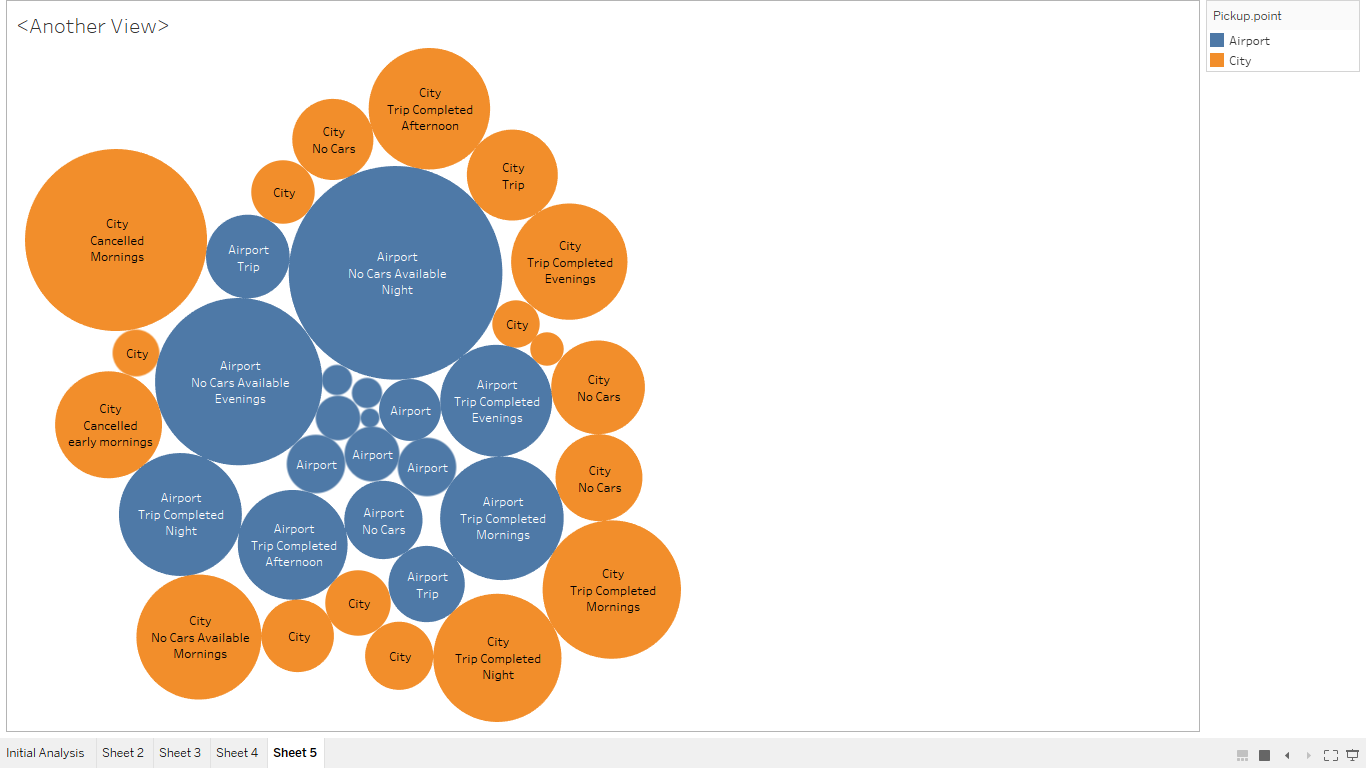 <Another View>
Pickup.point
Airport
City
City
Trip Completed
Afternoon
City
No Cars
City
Trip
City
City
Cancelled
Mornings
Airport
Trip
Airport
No Cars Available
Night
City
Trip Completed
Evenings
City
City
Airport
No Cars Available
Evenings
Airport
Trip Completed
Evenings
City
No Cars
City
Cancelled
early mornings
Airport
Airport
Airport
Airport
City
No Cars
Airport
Trip Completed
Night
Airport
Trip Completed
Afternoon
Airport
No Cars
Airport
Trip Completed
Mornings
Airport
Trip
City
Trip Completed
Mornings
City
No Cars Available
Mornings
City
City
City
City
Trip Completed
Night
Initial Analysis
Sheet 2
Sheet 3
Sheet 4
Sheet 5